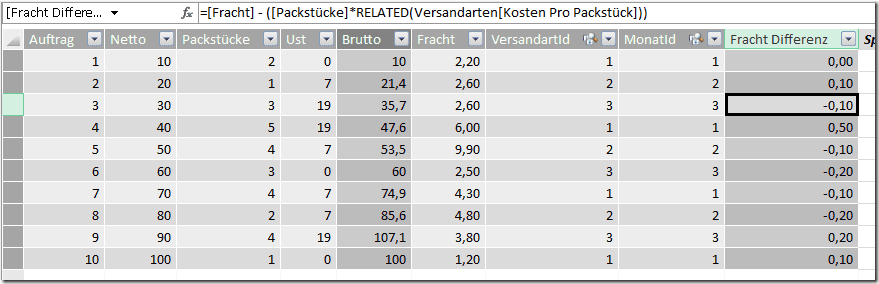 [Fracht Differe... =[Fracht] - ([Packstücke]*RELATED(Versandarten[Kosten Pro Packstück]))
Auftrag Netto Packstücke Ust Brutto Fracht VersandartId MonatId Fracht Differenz Sp
1 10 2 0 10 2,20 1 1 0,00
2 20 1 7 21,4 2,60 2 2 0,10
3 30 3 19 35,7 2,60 3 3 -0,10
4 40 5 19 47,6 6,00 1 1 0,50
5 50 4 7 53,5 9,90 2 2 -0,10
6 60 3 0 60 2,50 3 3 -0,20
7 70 4 7 74,9 4,30 1 1 -0,10
8 80 2 7 85,6 4,80 2 2 -0,20
9 90 4 19 107,1 3,80 3 3 0,20
10 100 1 0 100 1,20 1 1 0,10